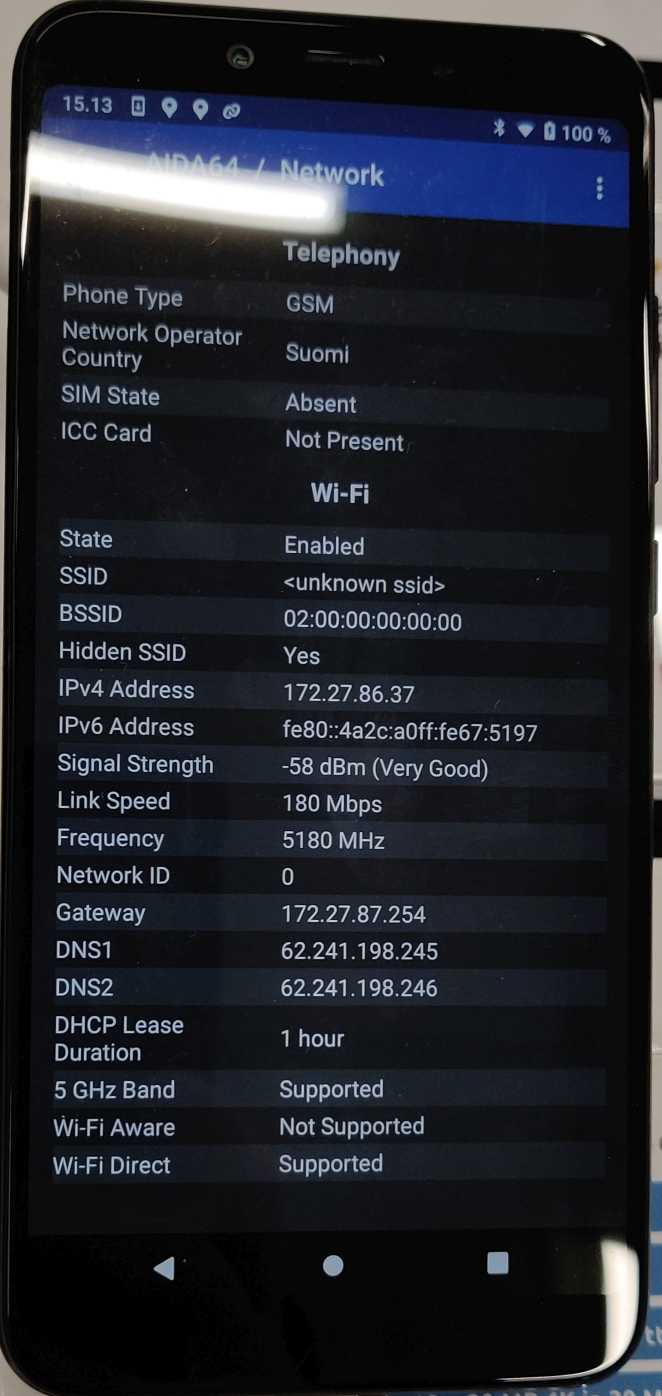 15.13 100 %
AIDA64 / Network
Telephony
Phone Type GSM
Network Operator
Country Suomi
SIM State Absent
ICC Card Not Present
Wi-Fi
State Enabled
SSID <unknown ssid>
BSSID 02:00:00:00:00:00
Hidden SSID Yes
IPv4 Address 172.27.86.37
IPv6 Address fe80::4a2c:a0ff:fe67:5197
Signal Strength -58 dBm (Very Good)
Link Speed 180 Mbps
Frequency 5180 MHz
Network ID 0
Gateway 172.27.87.254
DNS1 62.241.198.245
DNS2 62.241.198.246
DHCP Lease
Duration 1 hour
5 GHz Band Supported
Wi-Fi Aware Not Supported
Wi-Fi Direct Supported